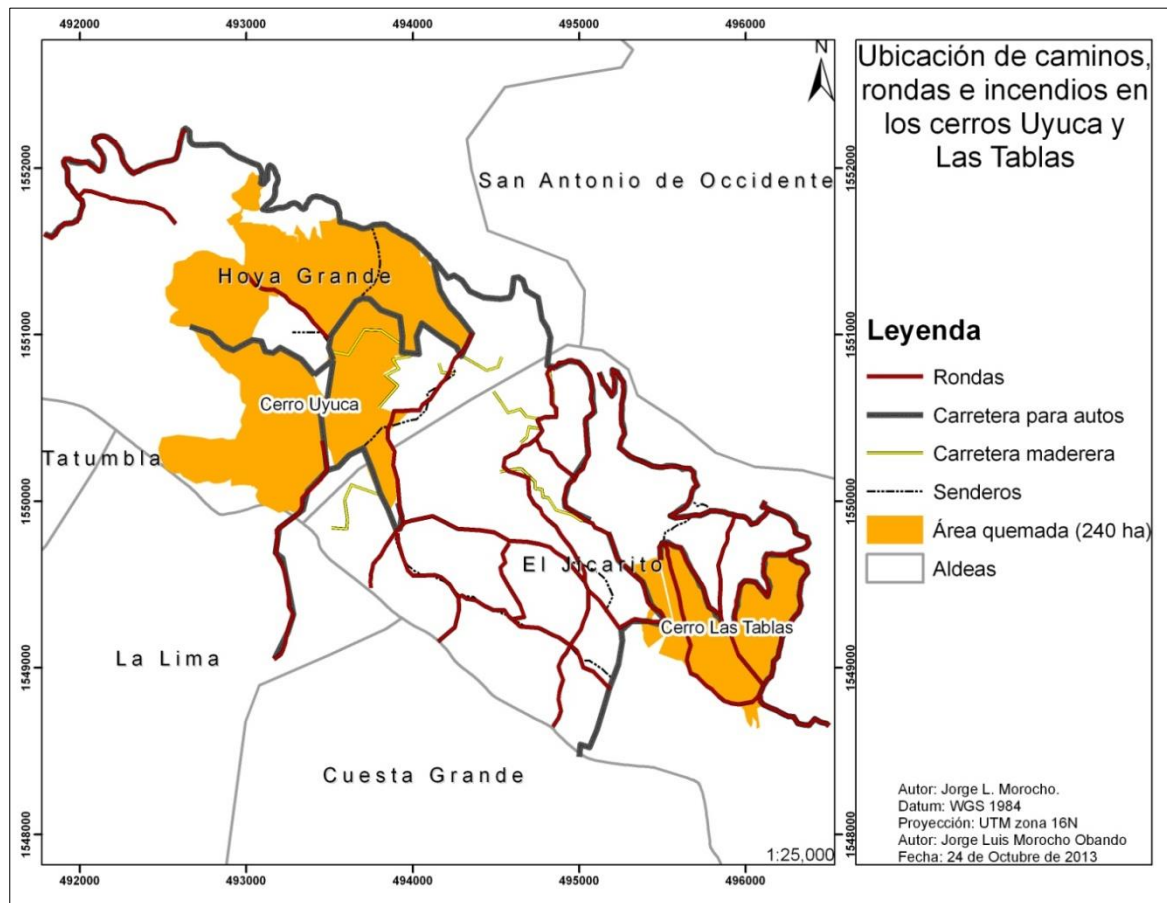 492000 493000 494000 495000 496000
N
Ubicación de caminos,
rondas e incendios en
los cerros Uyuca y
Las Tablas
1552000
1552000
San Antonio de Occidente
Hoya Grande
1551000
1551000
Leyenda
Rondas
Carretera para autos
Carretera maderera
Senderos
Área quemada (240 ha)
Aldeas
Cerro Uyuca
Tatumbla
1550000
1550000
El Jicarito
Cerro Las Tablas
La Lima
1549000
1549000
Cuesta Grande
1548000
1548000
1:25,000
Autor: Jorge L. Morocho.
Datum: WGS 1984
Proyección: UTM zona 16N
Autor: Jorge Luis Morocho Obando
Fecha: 24 de Octubre de 2013
492000 493000 494000 495000 496000